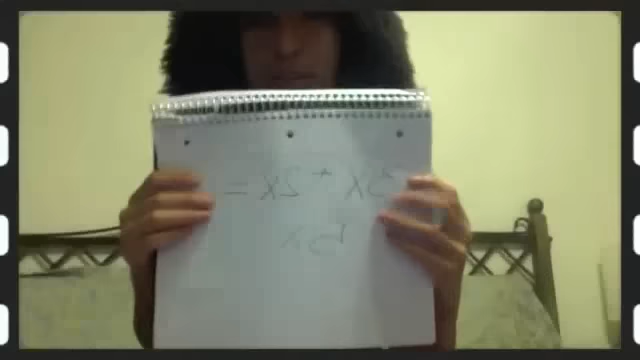 3x + 2x =
5x